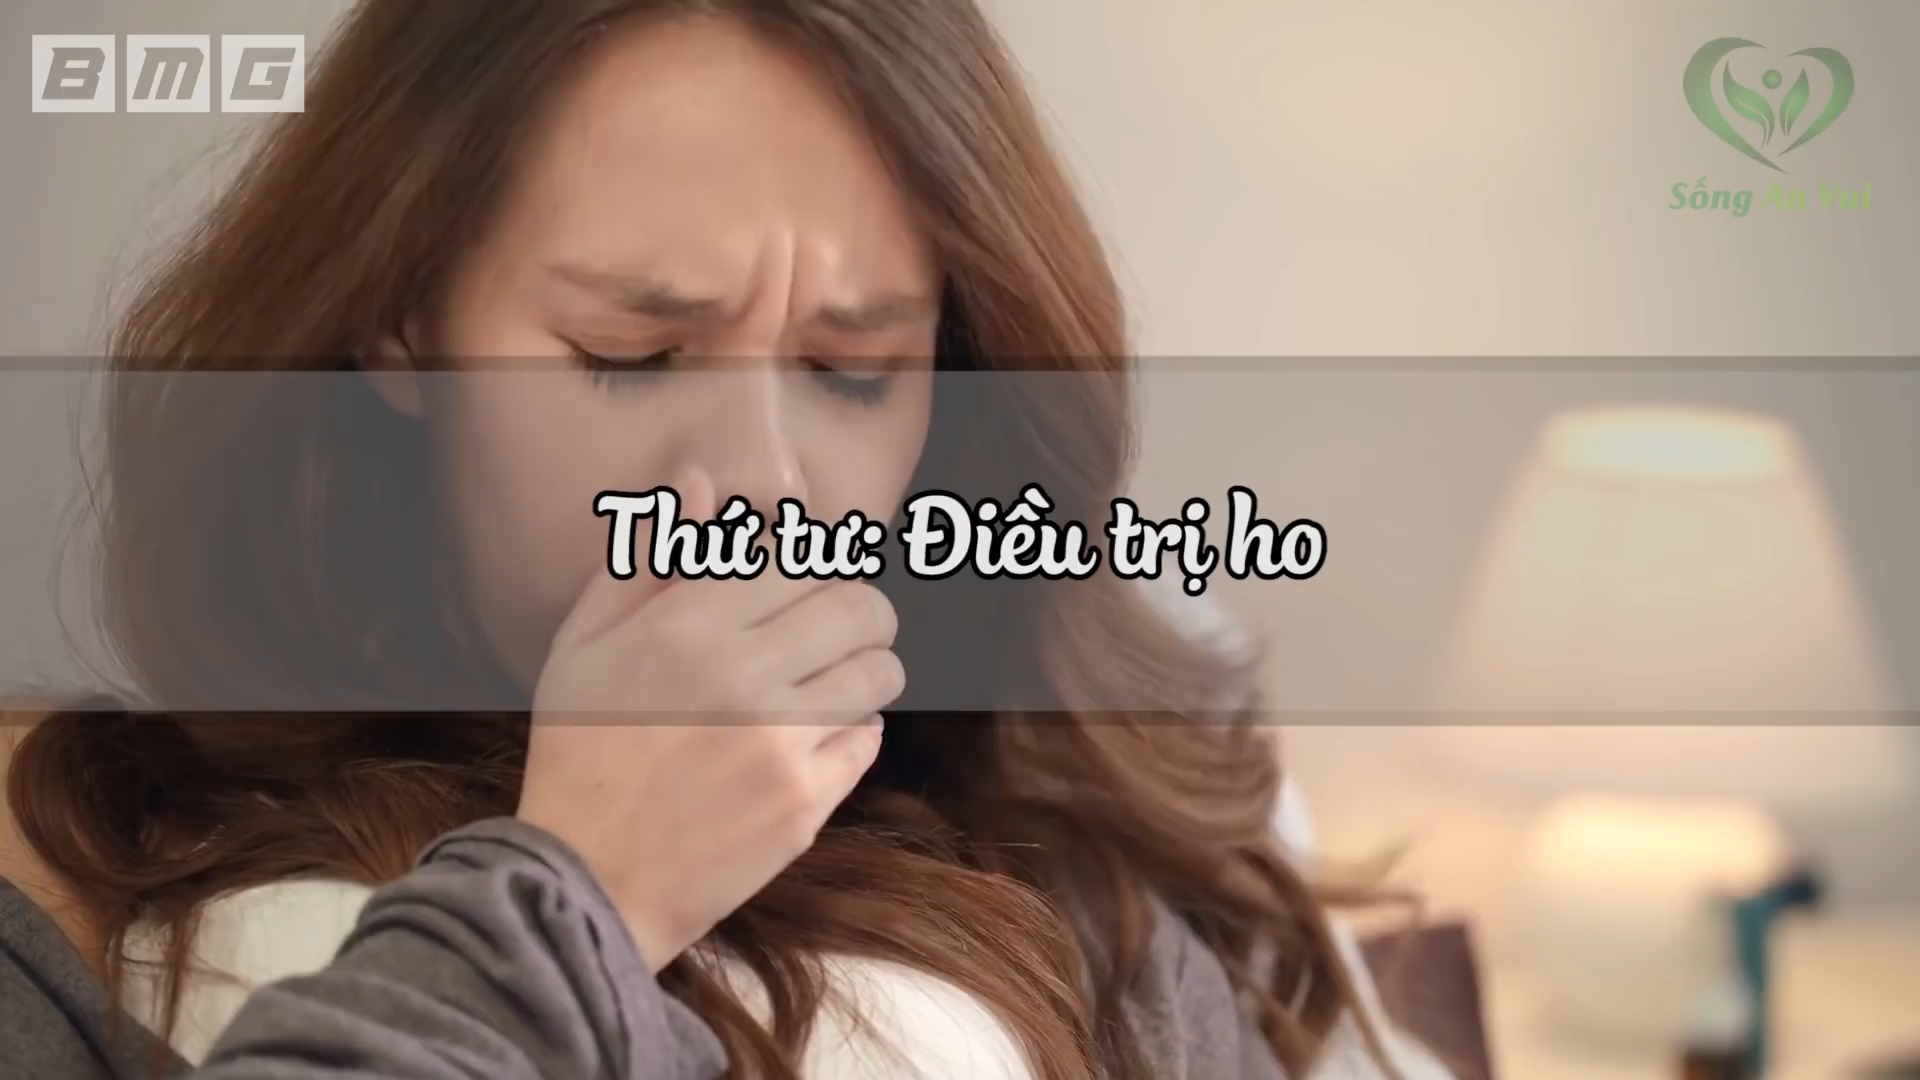 BMG
Sống An Vui
Thứ tư: Điều trị ho